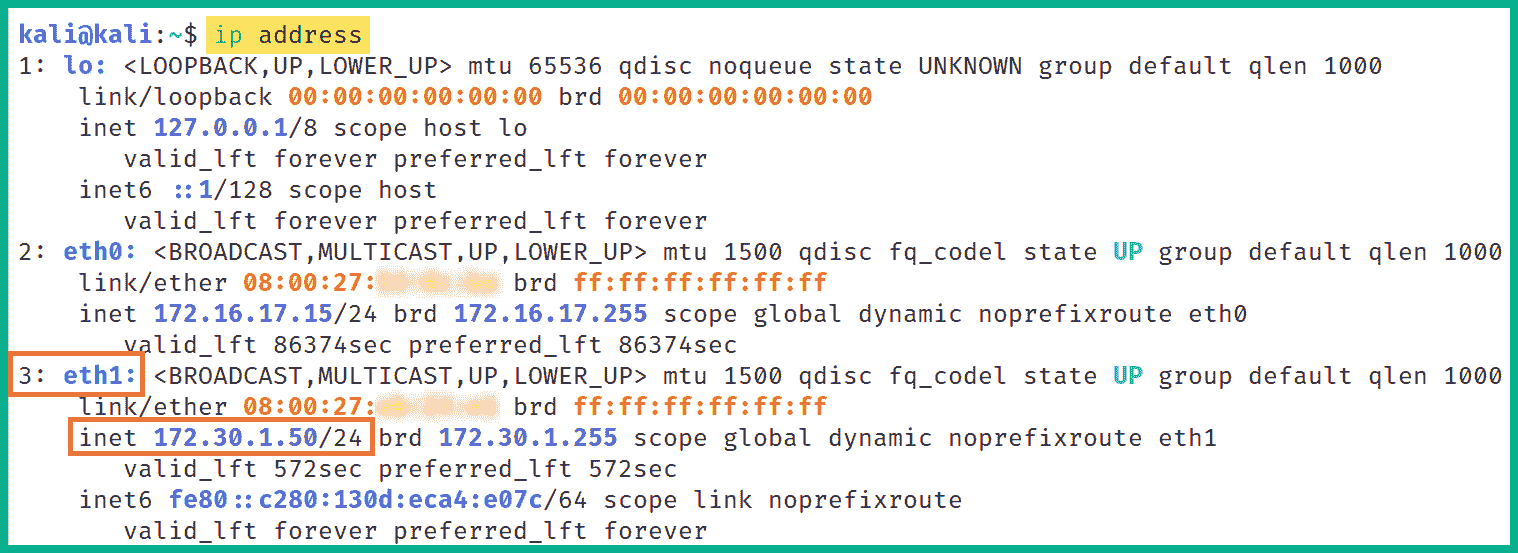 kali@kali:~$ ip address
1: lo: <LOOPBACK,UP,LOWER_UP> mtu 65536 qdisc noqueue state UNKNOWN group default qlen 1000
link/loopback 00:00:00:00:00:00 brd 00:00:00:00:00:00
inet 127.0.0.1/8 scope host lo
valid_lft forever preferred_lft forever
inet6 ::1/128 scope host
valid_lft forever preferred_lft forever
2: eth0: <BROADCAST,MULTICAST,UP,LOWER_UP> mtu 1500 qdisc fq_codel state UP group default qlen 1000
link/ether 08:00:27: brd ff:ff:ff:ff:ff:ff
inet 172.16.17.15/24 brd 172.16.17.255 scope global dynamic noprefixroute eth0
valid_lft 86374sec preferred_lft 86374sec
3: eth1: <BROADCAST,MULTICAST,UP,LOWER_UP> mtu 1500 qdisc fq_codel state UP group default qlen 1000
link/ether 08:00:27: brd ff:ff:ff:ff:ff:ff
inet 172.30.1.50/24 brd 172.30.1.255 scope global dynamic noprefixroute eth1
valid_lft 572sec preferred_lft 572sec
inet6 fe80::c280:130d:eca4:e07c/64 scope link noprefixroute
valid_lft forever preferred_lft forever